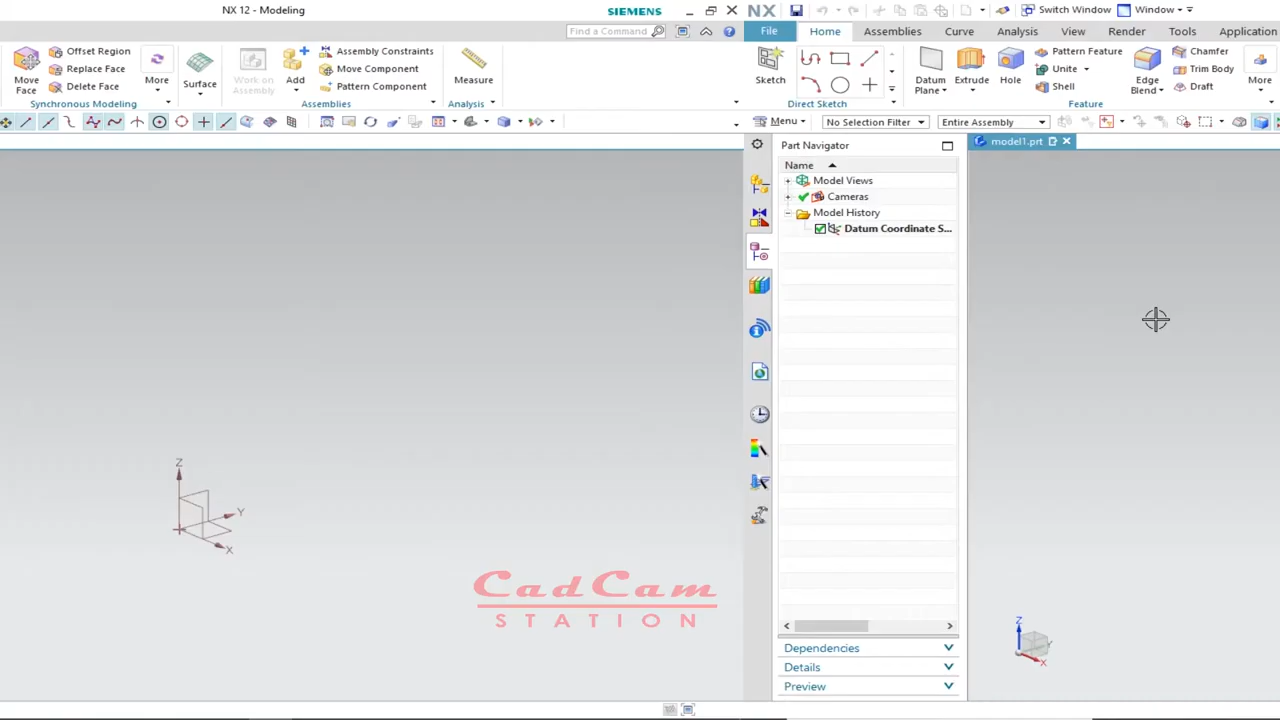 NX 12 - Modeling
SIEMENS
NX
Switch Window
Window
Find a Command
File
Home
Assemblies
Curve
Analysis
View
Render
Tools
Application
Move Face
Offset Region
Replace Face
Delete Face
More
Surface
Work on Assembly
Add
Assembly Constraints
Move Component
Pattern Component
Measure
Sketch
Datum Plane
Extrude
Hole
Pattern Feature
Unite
Shell
Edge Blend
Chamfer
Trim Body
Draft
More
Synchronous Modeling
Assemblies
Analysis
Direct Sketch
Feature
Menu
No Selection Filter
Entire Assembly
Part Navigator
model1.prt
Name
Model Views
Cameras
Model History
Datum Coordinate S...
Z
Y
X
CadCam
STATION
Z
Y
X
Dependencies
Details
Preview